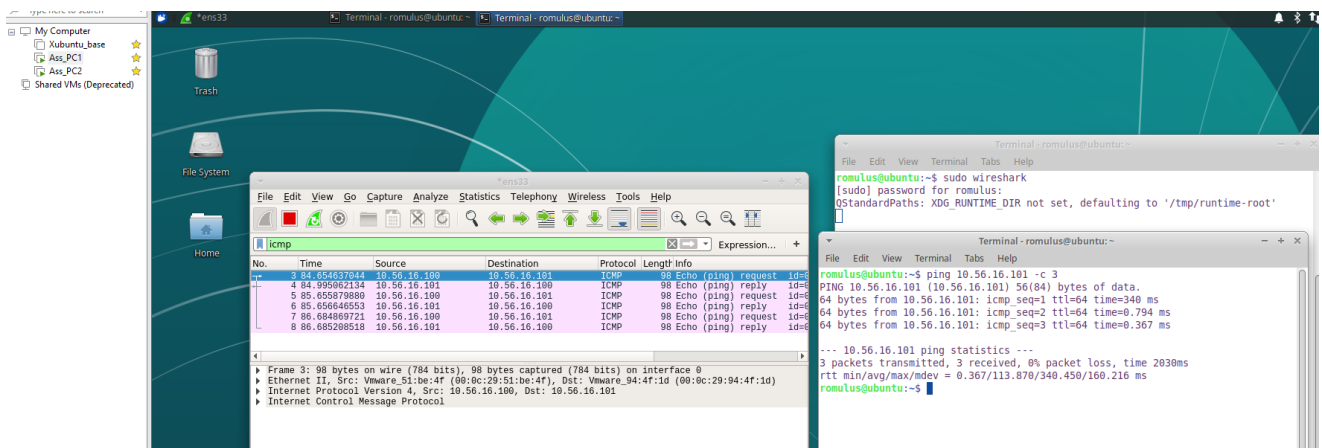 Type here to search
My Computer
Xubuntu_base
Ass_PC1
Ass_PC2
Shared VMs (Deprecated)
*ens33
Terminal - romulus@ubuntu: ~
Terminal - romulus@ubuntu: ~
Trash
File System
Home
*ens33
File Edit View Go Capture Analyze Statistics Telephony Wireless Tools Help
icmp
Expression... +
No. Time Source Destination Protocol Length Info
3 84.654637044 10.56.16.100 10.56.16.101 ICMP 98 Echo (ping) request
4 84.995062134 10.56.16.101 10.56.16.100 ICMP 98 Echo (ping) reply
5 85.655879880 10.56.16.100 10.56.16.101 ICMP 98 Echo (ping) request
6 85.656646553 10.56.16.101 10.56.16.100 ICMP 98 Echo (ping) reply
7 86.684869721 10.56.16.100 10.56.16.101 ICMP 98 Echo (ping) request
8 86.685208518 10.56.16.101 10.56.16.100 ICMP 98 Echo (ping) reply
Frame 3: 98 bytes on wire (784 bits), 98 bytes captured (784 bits) on interface 0
Ethernet II, Src: Vmware_51:be:4f (00:0c:29:51:be:4f), Dst: Vmware_94:4f:1d (00:0c:29:94:4f:1d)
Internet Protocol Version 4, Src: 10.56.16.100, Dst: 10.56.16.101
Internet Control Message Protocol
Terminal - romulus@ubuntu: ~
File Edit View Terminal Tabs Help
romulus@ubuntu:~$ sudo wireshark
[sudo] password for romulus:
QStandardPaths: XDG_RUNTIME_DIR not set, defaulting to '/tmp/runtime-root'
Terminal - romulus@ubuntu: ~
File Edit View Terminal Tabs Help
romulus@ubuntu:~$ ping 10.56.16.101 -c 3
PING 10.56.16.101 (10.56.16.101) 56(84) bytes of data.
64 bytes from 10.56.16.101: icmp_seq=1 ttl=64 time=340 ms
64 bytes from 10.56.16.101: icmp_seq=2 ttl=64 time=0.794 ms
64 bytes from 10.56.16.101: icmp_seq=3 ttl=64 time=0.367 ms
--- 10.56.16.101 ping statistics ---
3 packets transmitted, 3 received, 0% packet loss, time 2030ms
rtt min/avg/max/mdev = 0.367/113.870/340.450/160.216 ms
romulus@ubuntu:~$